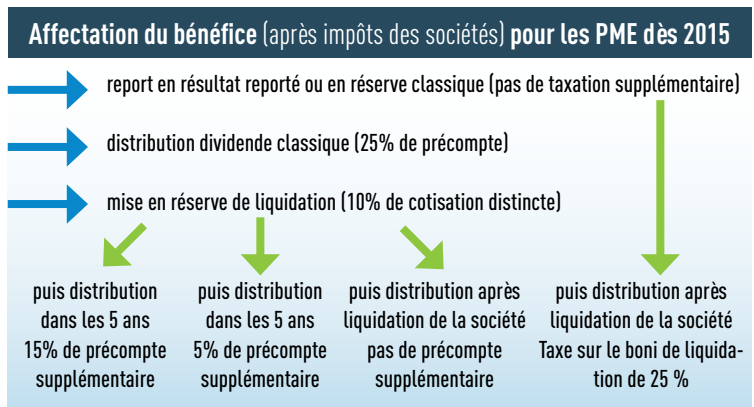 Affectation du bénéfice (après impôts des sociétés) pour les PME dès 2015
report en résultat reporté ou en réserve classique (pas de taxation supplémentaire)
distribution dividende classique (25% de précompte)
mise en réserve de liquidation (10% de cotisation distincte)
puis distribution
dans les 5 ans
15% de précompte
supplémentaire
puis distribution
dans les 5 ans
5% de précompte
supplémentaire
puis distribution après
liquidation de la société
pas de précompte
supplémentaire
puis distribution après
liquidation de la société
Taxe sur le boni de liquida-
tion de 25 %